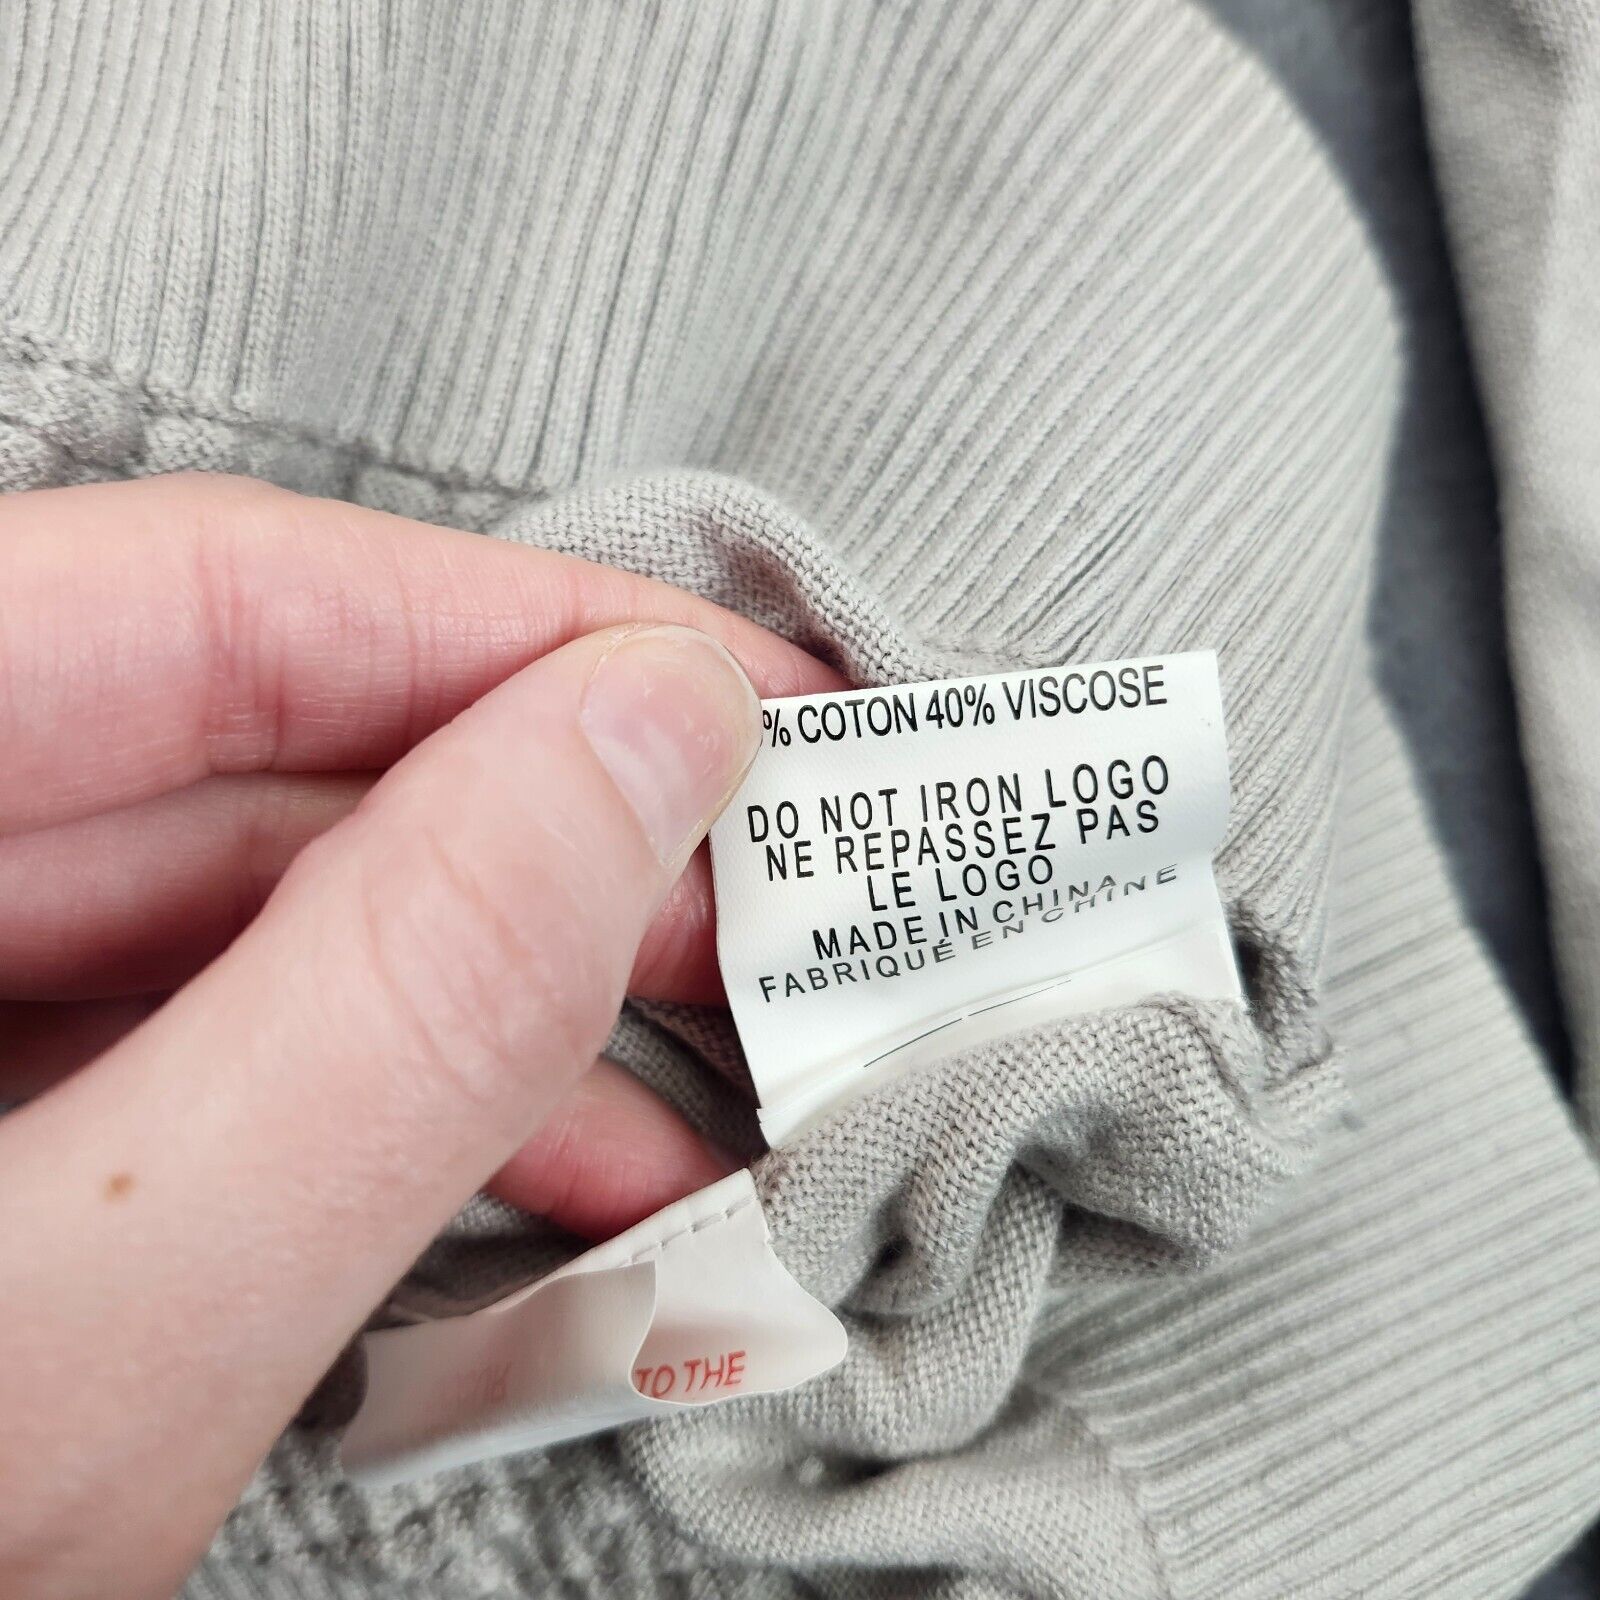 % COTON 40% VISCOSE
DO NOT IRON LOGO
NE REPASSEZ PAS
LE LOGO
MADE IN CHINA
FABRIQUÉ EN CHINE
TO THE